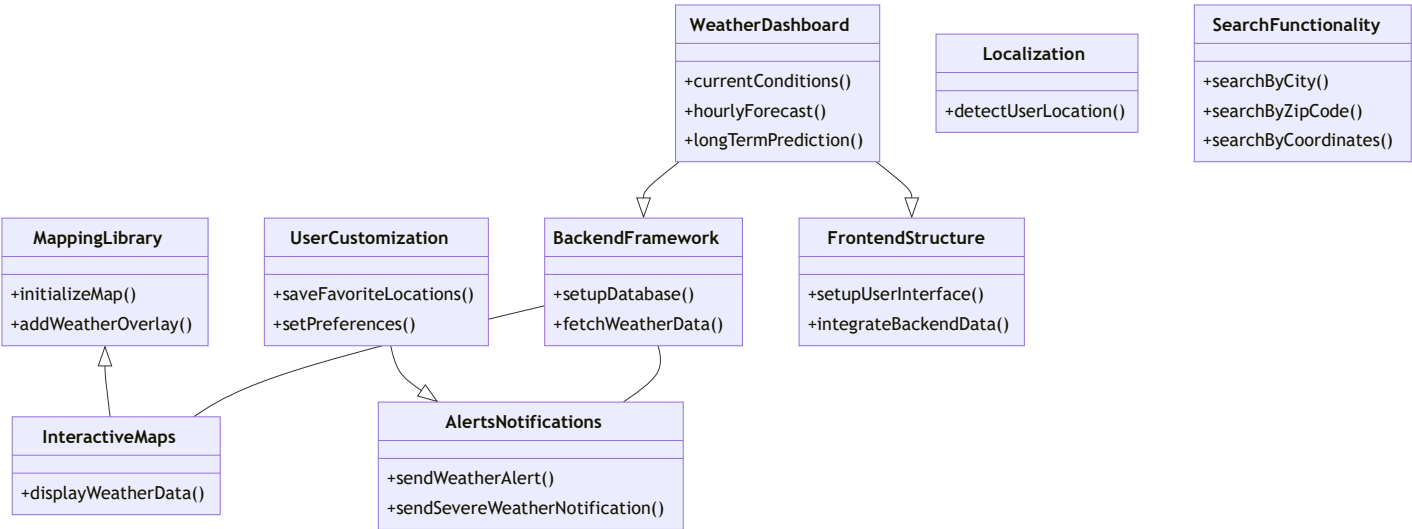 WeatherDashboard
+currentConditions()
+hourlyForecast()
+longTermPrediction()
Localization
+detectUserLocation()
SearchFunctionality
+searchByCity()
+searchByZipCode()
+searchByCoordinates()
MappingLibrary
+initializeMap()
+addWeatherOverlay()
UserCustomization
+saveFavoriteLocations()
+setPreferences()
BackendFramework
+setupDatabase()
+fetchWeatherData()
FrontendStructure
+setupUserInterface()
+integrateBackendData()
InteractiveMaps
+displayWeatherData()
AlertsNotifications
+sendWeatherAlert()
+sendSevereWeatherNotification()